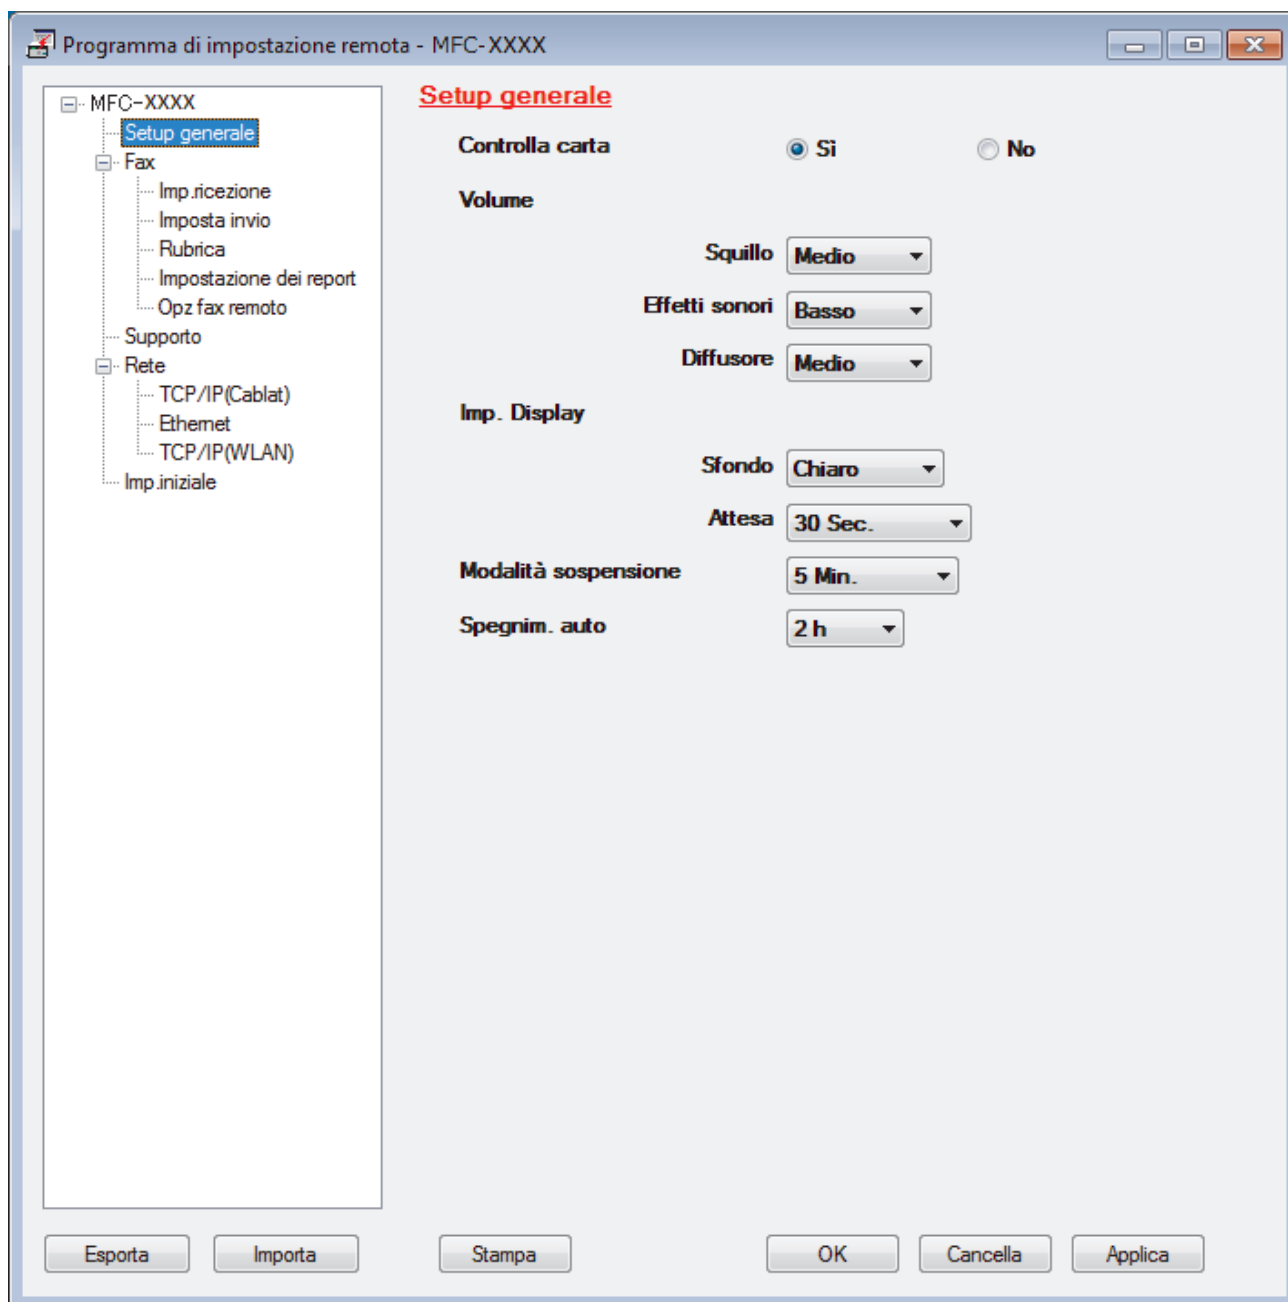 Programma di impostazione remota - MFC-XXXX
MFC-XXXX
Setup generale
Fax
Imp.ricezione
Imposta invio
Rubrica
Impostazione dei report
Opz fax remoto
Supporto
Rete
TCP/IP(Cablat)
Ethernet
TCP/IP(WLAN)
Imp.iniziale
Setup generale
Controlla carta Sì No
Volume
Squillo Medio
Effetti sonori Basso
Diffusore Medio
Imp. Display
Sfondo Chiaro
Attesa 30 Sec.
Modalità sospensione 5 Min.
Spegnim. auto 2 h
Esporta Importa Stampa OK Cancella Applica